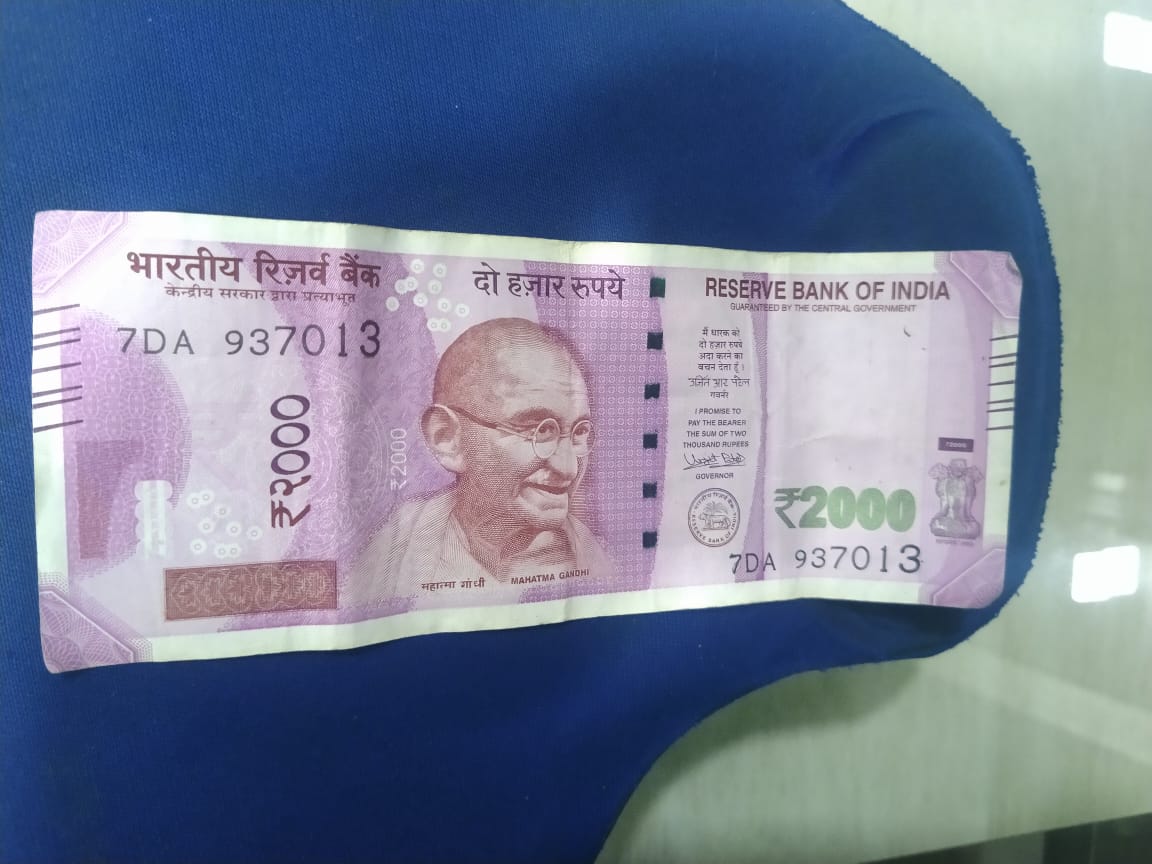 भारतीय रिज़र्व बैंक
केन्द्रीय सरकार द्वारा प्रत्याभूत
7DA 937013
₹२०००
₹2000
दो हज़ार रुपये
महात्मा गांधी MAHATMA GANDHI
RESERVE BANK OF INDIA
GUARANTEED BY THE CENTRAL GOVERNMENT
मैं धारक को
दो हज़ार रुपये
अदा करने का
वचन देता हूँ।
उर्जित आर पटेल
गवर्नर
I PROMISE TO
PAY THE BEARER
THE SUM OF TWO
THOUSAND RUPEES
GOVERNOR
₹2000
7DA 937013